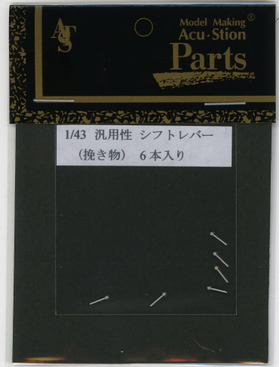 ATS
Model Making®
Acu·Stion
Parts
1/43 汎用性 シフトレバー
(挽き物) 6本入り